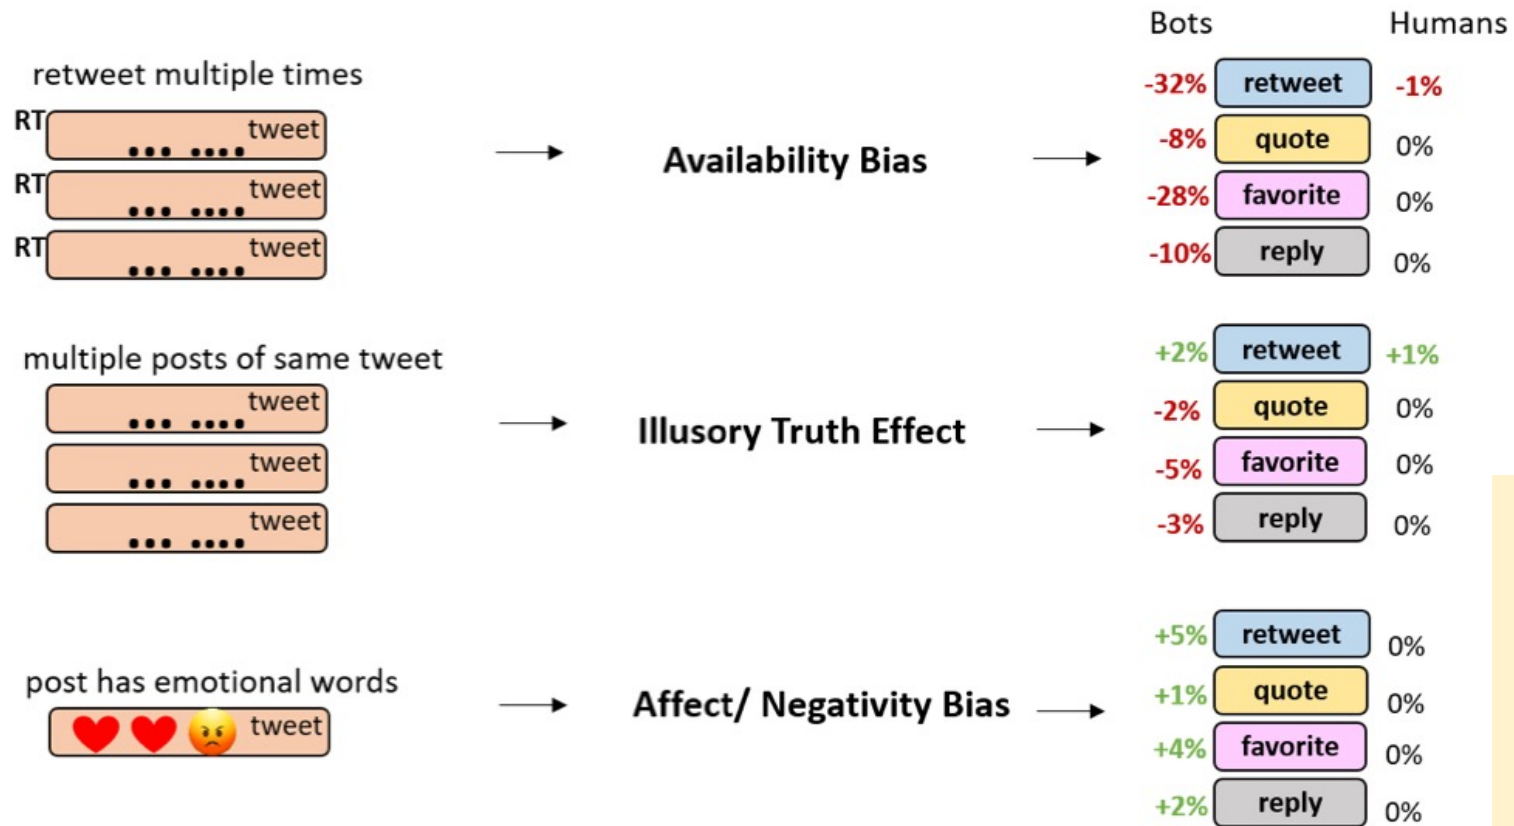 Bots Humans
retweet multiple times
-32% retweet -1%
RT tweet
-8% quote 0%
RT tweet
Availability Bias
-28% favorite 0%
RT tweet
-10% reply 0%
multiple posts of same tweet
+2% retweet +1%
tweet
-2% quote 0%
tweet
Illusory Truth Effect
-5% favorite 0%
tweet
-3% reply 0%
post has emotional words
+5% retweet 0%
tweet
Affect/ Negativity Bias
+1% quote 0%
+4% favorite 0%
+2% reply 0%